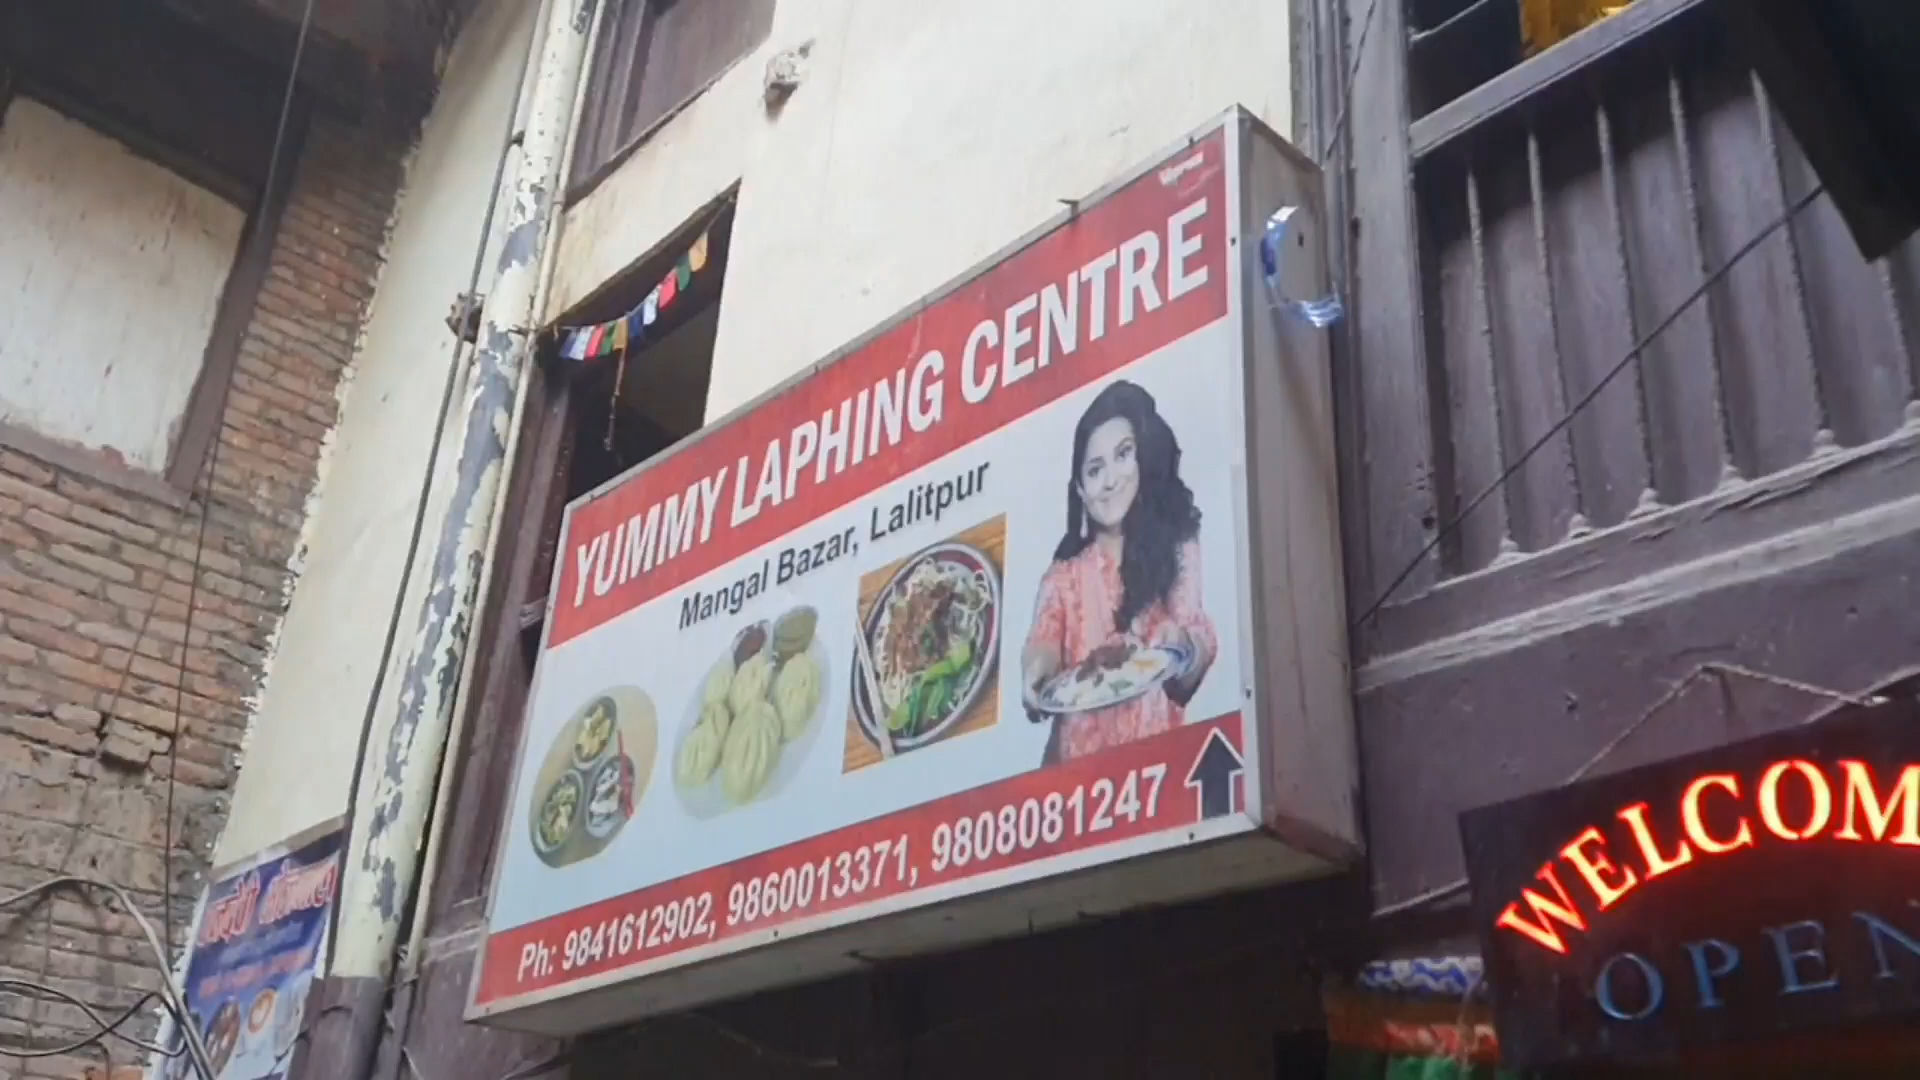 YUMMY LAPHING CENTRE
Mangal Bazar, Lalitpur
Ph: 9841612902, 9860013371, 9808081247
WELCOM
OPEN